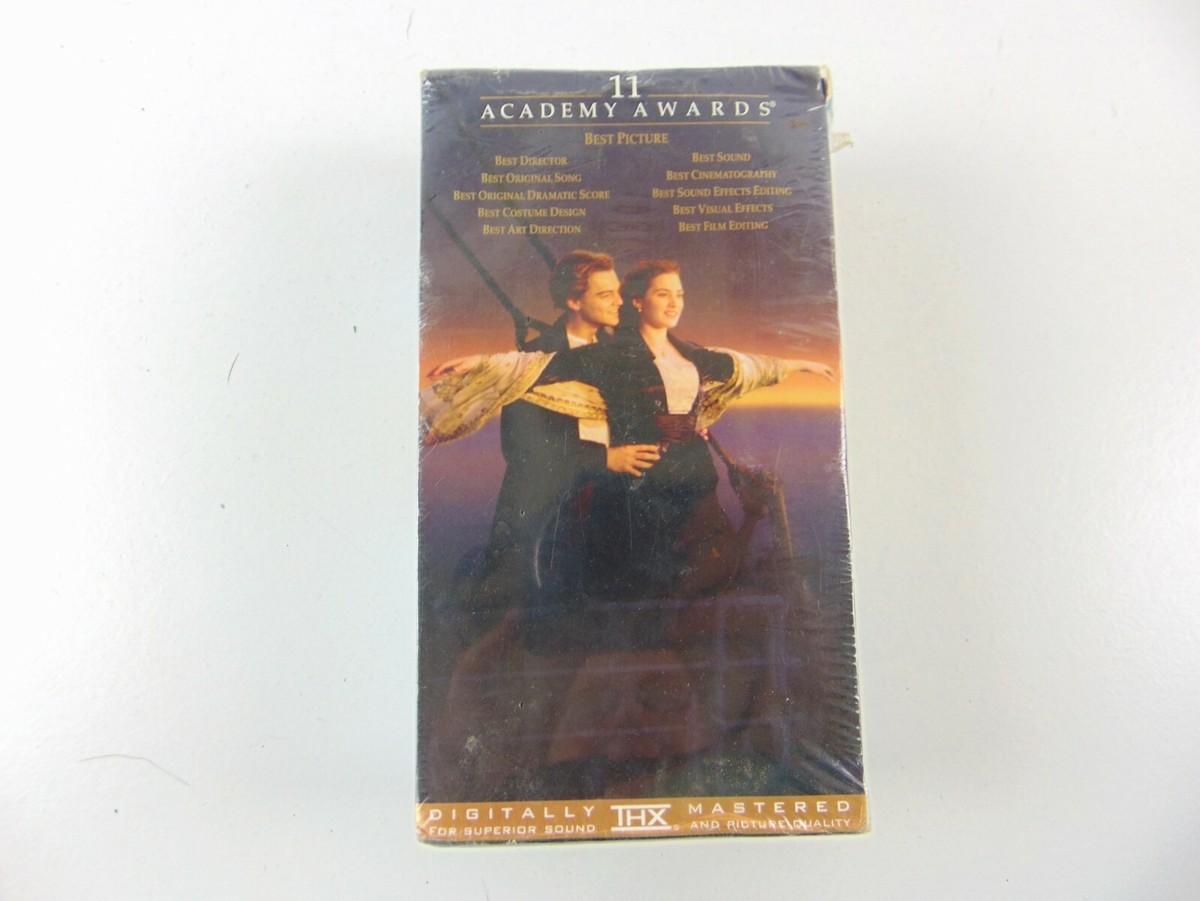 11
ACADEMY AWARDS®
BEST PICTURE
BEST DIRECTOR
BEST ORIGINAL SONG
BEST ORIGINAL DRAMATIC SCORE
BEST COSTUME DESIGN
BEST ART DIRECTION
BEST SOUND
BEST CINEMATOGRAPHY
BEST SOUND EFFECTS EDITING
BEST VISUAL EFFECTS
BEST FILM EDITING
DIGITALLY THX MASTERED
FOR SUPERIOR SOUND AND PICTURE QUALITY